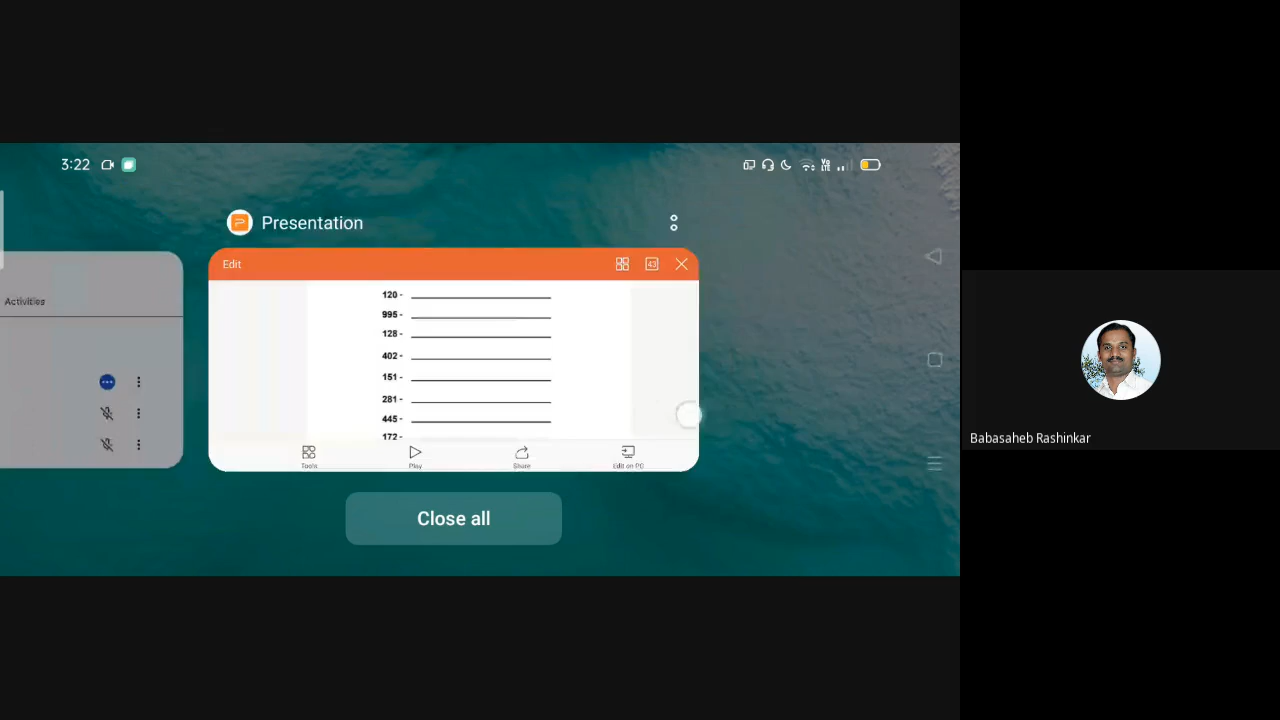 3:22
Presentation
Activities
Edit
43
120 -
995 -
128 -
402 -
151 -
281 -
445 -
172 -
Tools
Play
Share
Edit on PC
Close all
Babasaheb Rashinkar